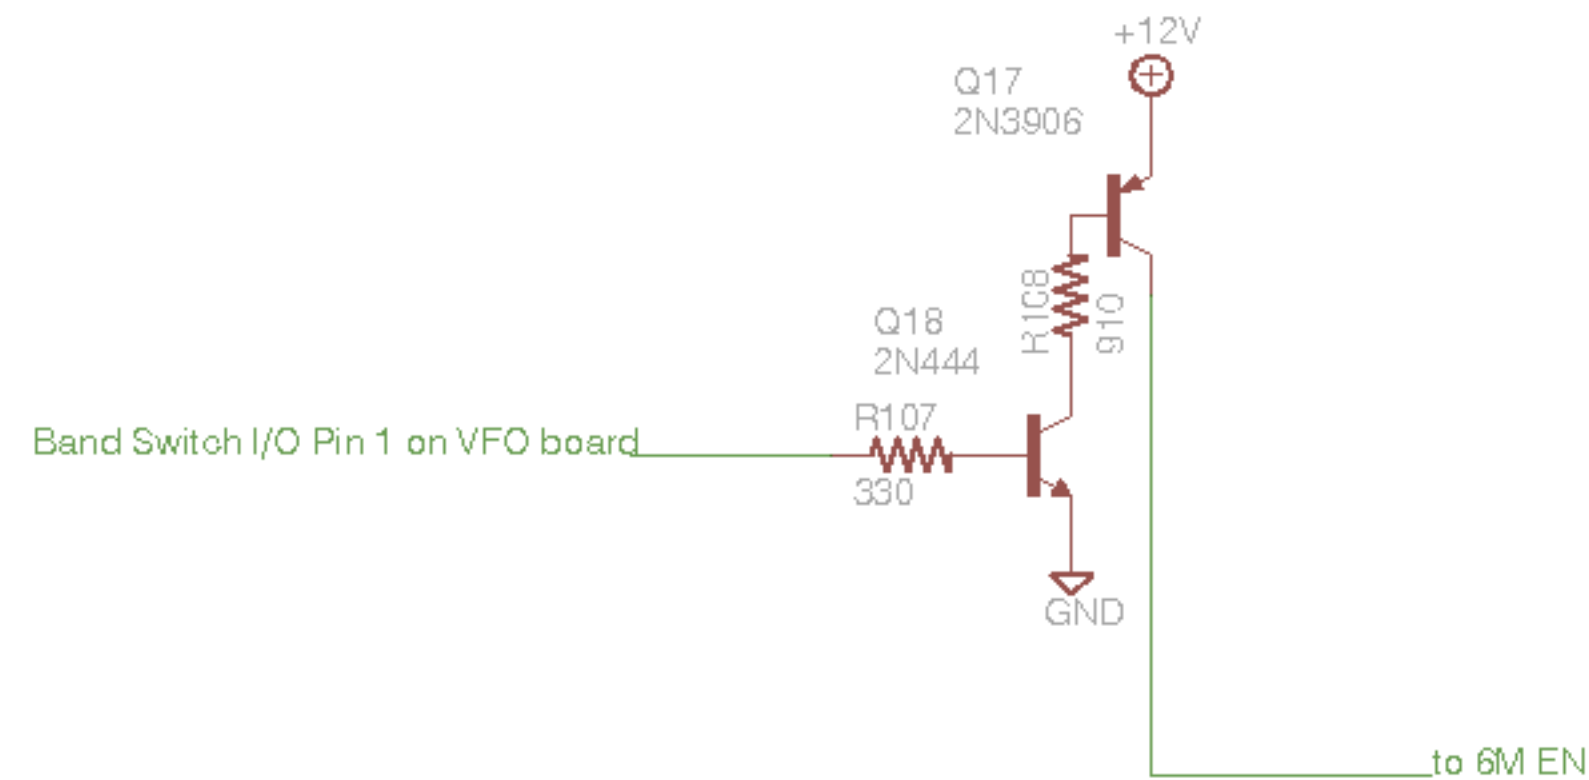 +12V
Q17
2N3906
R108
910
Q18
2N444
R107
330
Band Switch I/O Pin 1 on VFO board
GND
to 6M EN